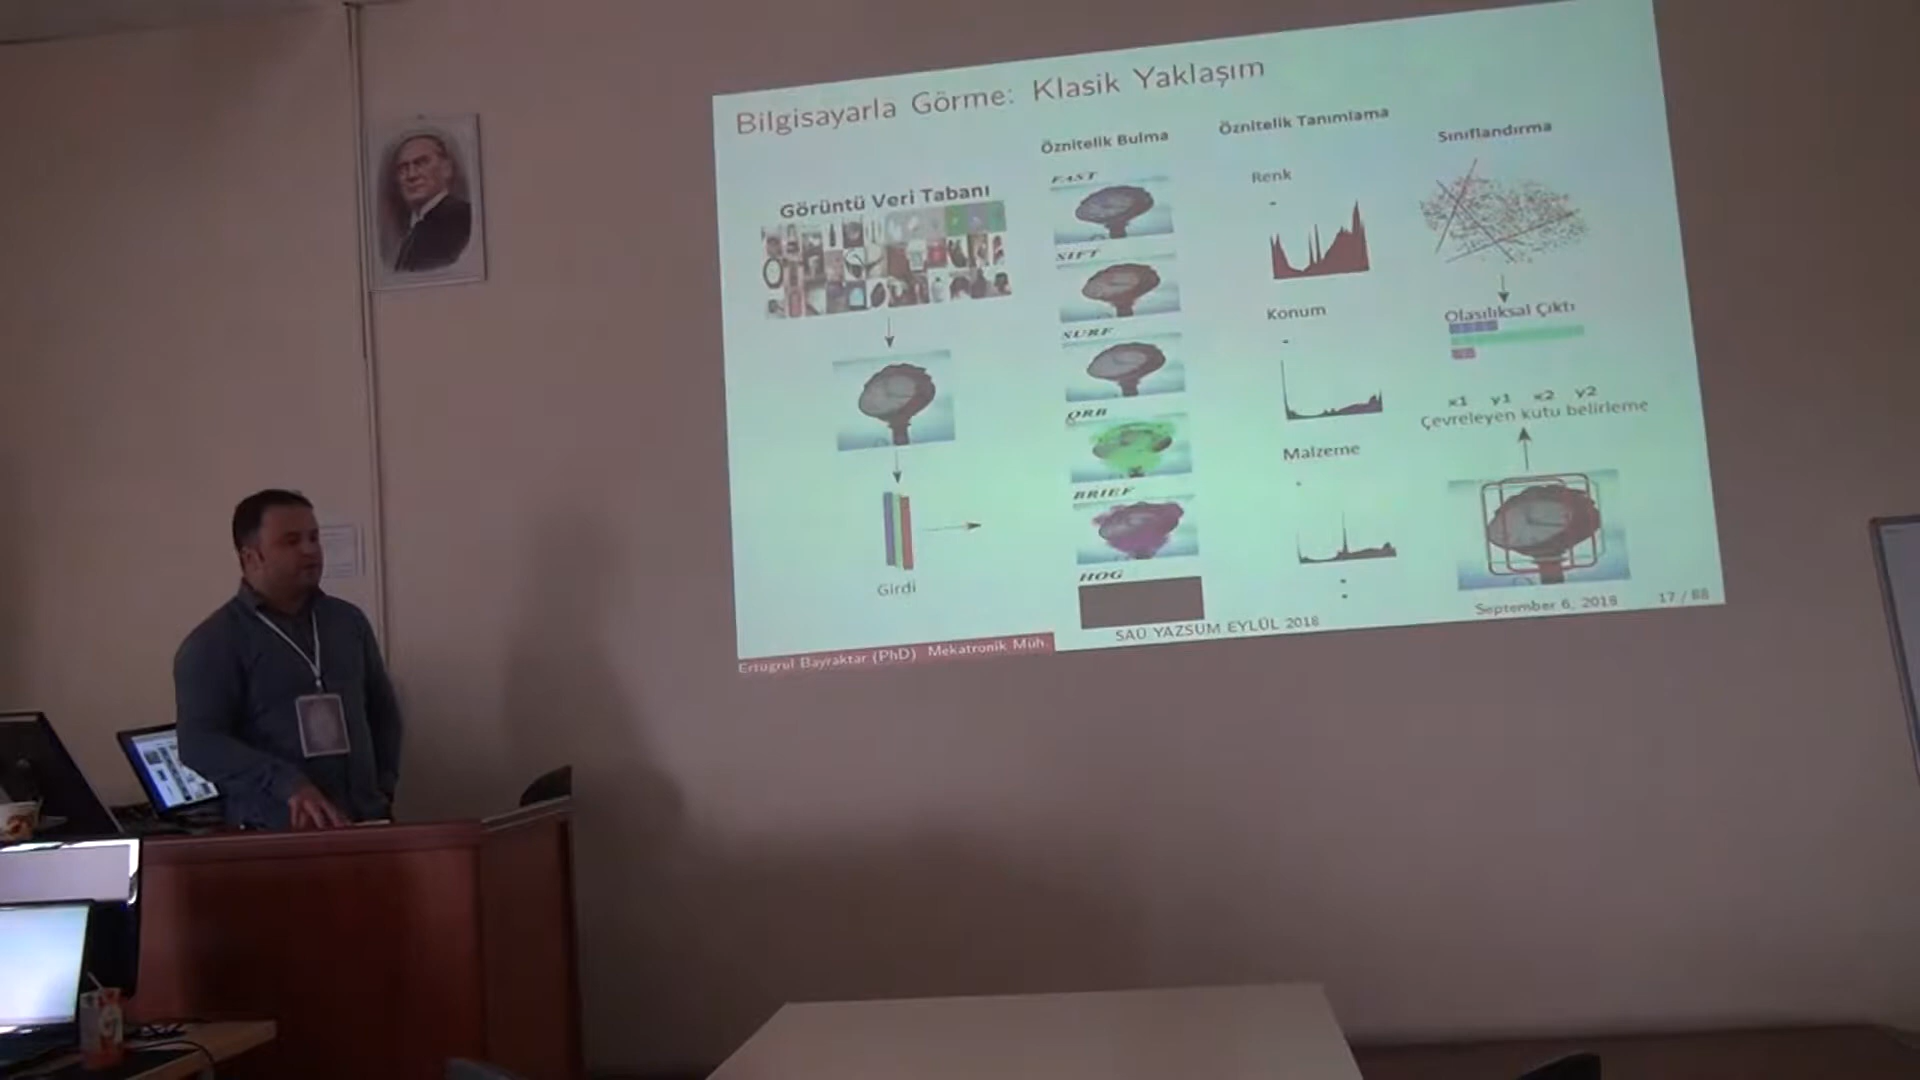 Bilgisayarla Görme: Klasik Yaklaşım
Görüntü Veri Tabanı
Girdi
Öznitelik Bulma
FAST
SIFT
SURF
ORB
BRIEF
HOG
Öznitelik Tanımlama
Renk
Konum
Malzeme
Sınıflandırma
Olasılıksal Çıktı
x1 y1 x2 y2
Çevreleyen kutu belirleme
Ertugrul Bayraktar (PhD) Mekatronik Müh.
SAÜ YAZSUM EYLÜL 2018
September 6, 2018
17 / 88